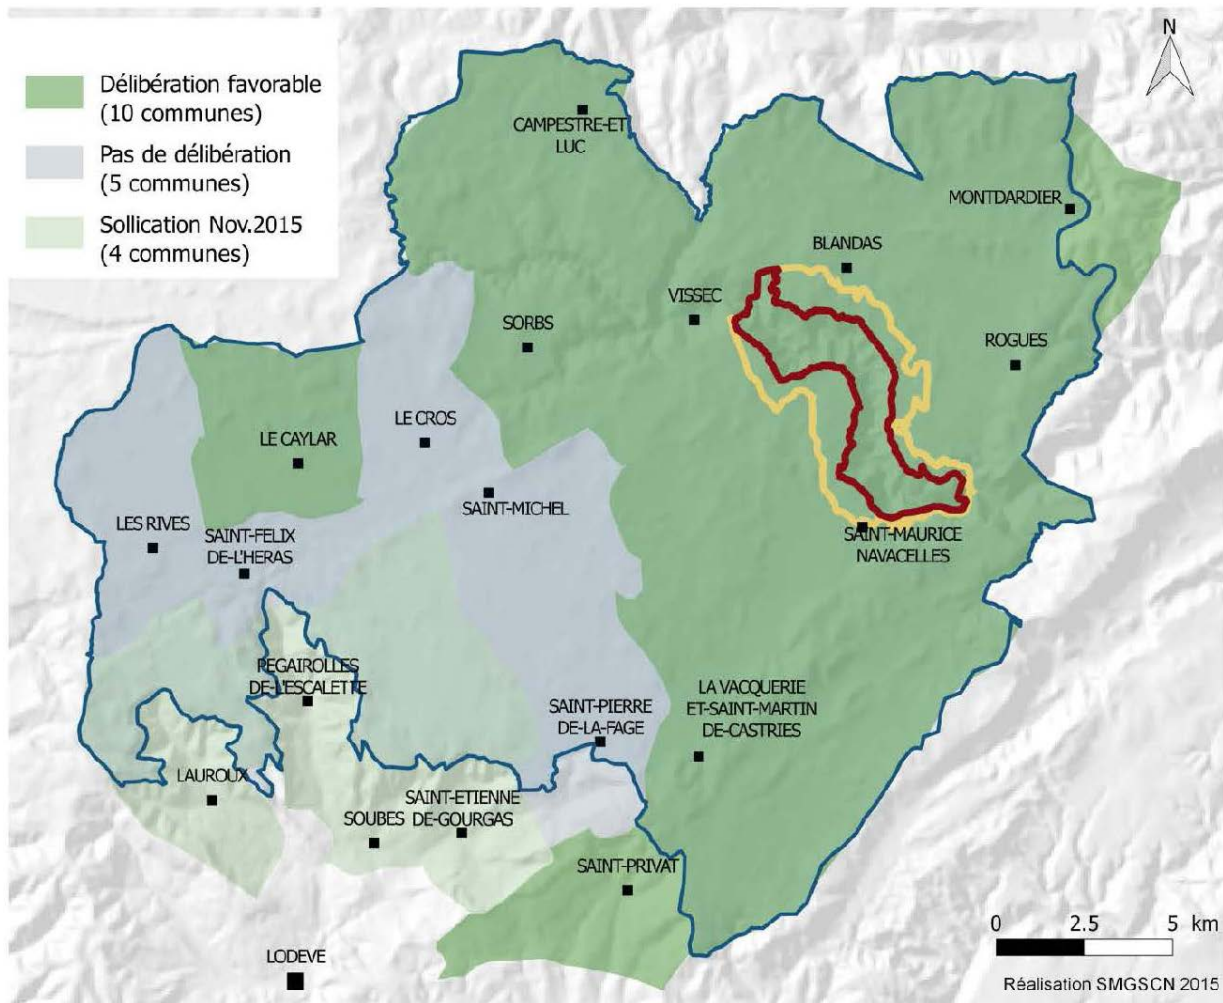 N
Délibération favorable
(10 communes)
Pas de délibération
(5 communes)
Sollication Nov.2015
(4 communes)
CAMPESTRE-ET
LUC
MONTDARDIER
BLANDAS
VISSEC
SORBS
ROGUES
LE CROS
LE CAYLAR
SAINT-MICHEL
LES RIVES
SAINT-FELIX
DE-L'HERAS
SAINT-MAURICE
NAVACELLES
PEGAIROLLES
DE-L'ESCALETTE
SAINT-PIERRE
DE-LA-FAGE
LA VACQUERIE
ET-SAINT-MARTIN
DE-CASTRIES
LAUROUX
SOUBES
SAINT-ETIENNE
DE-GOURGAS
SAINT-PRIVAT
LODEVE
0 2.5 5 km
Réalisation SMGSCN 2015